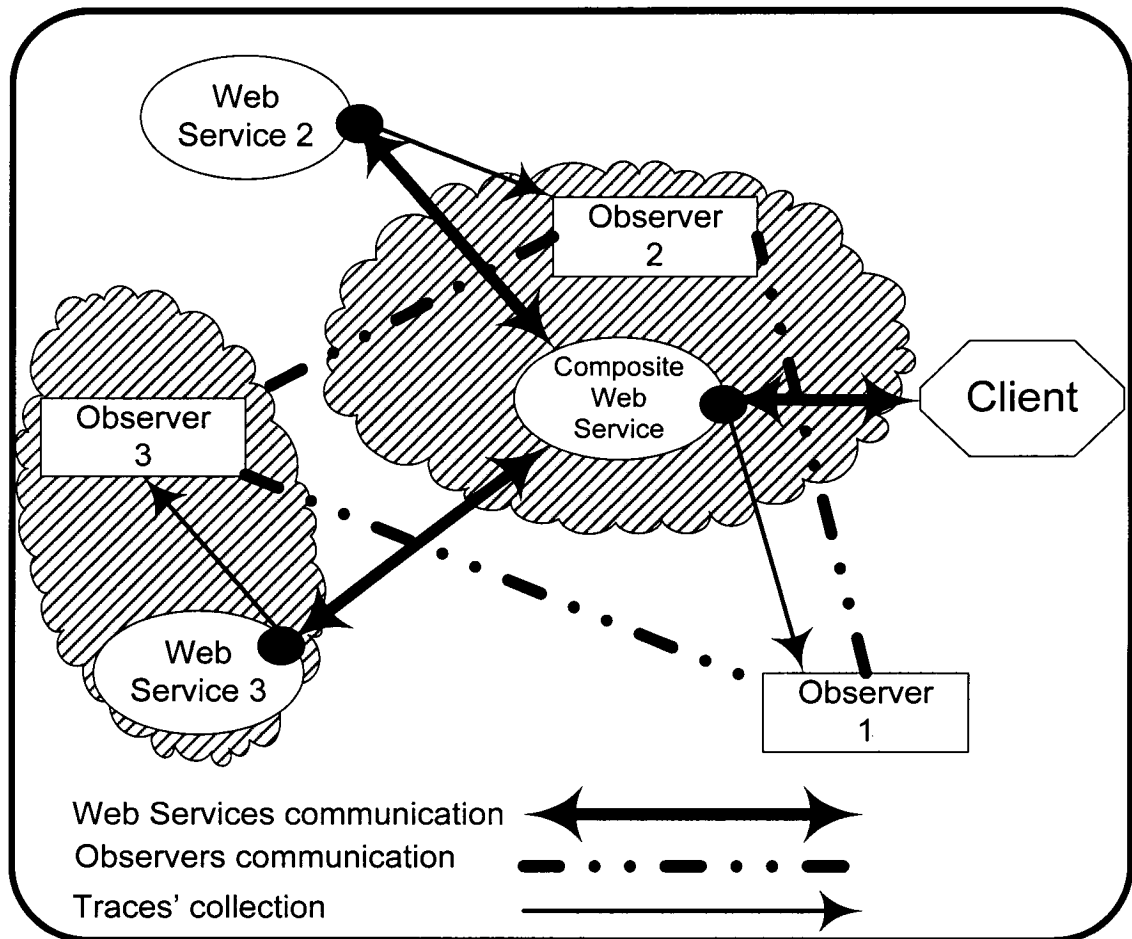 Web
Service 2
Observer
2
Composite
Web
Service
Client
Observer
3
Web
Service 3
Observer
1
Web Services communication
Observers communication
Traces' collection